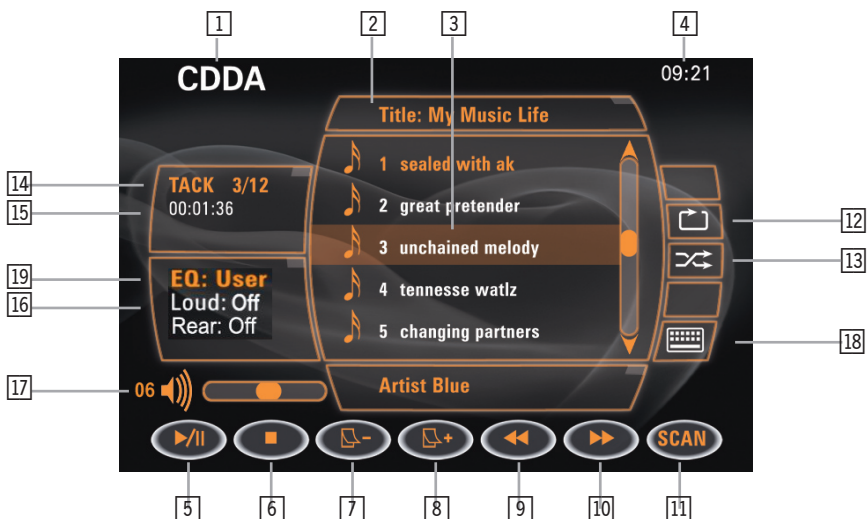 1 2 3 4
CDDA
09:21
Title: My Music Life
1 sealed with ak
2 great pretender
3 unchained melody
4 tennesse watlz
5 changing partners
Artist Blue
14
TACK 3/12
15
00:01:36
19
EQ: User
16
Loud: Off
Rear: Off
17
06
12
13
18
- + SCAN
5 6 7 8 9 10 11